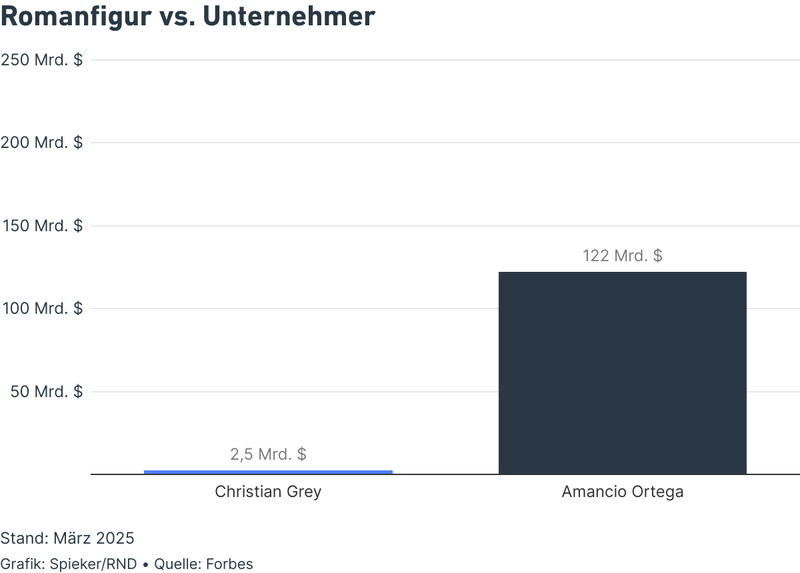 Romanfigur vs. Unternehmer
250 Mrd. $
200 Mrd. $
150 Mrd. $
122 Mrd. $
100 Mrd. $
50 Mrd. $
2,5 Mrd. $
Christian Grey
Amancio Ortega
Stand: März 2025
Grafik: Spieker/RND • Quelle: Forbes